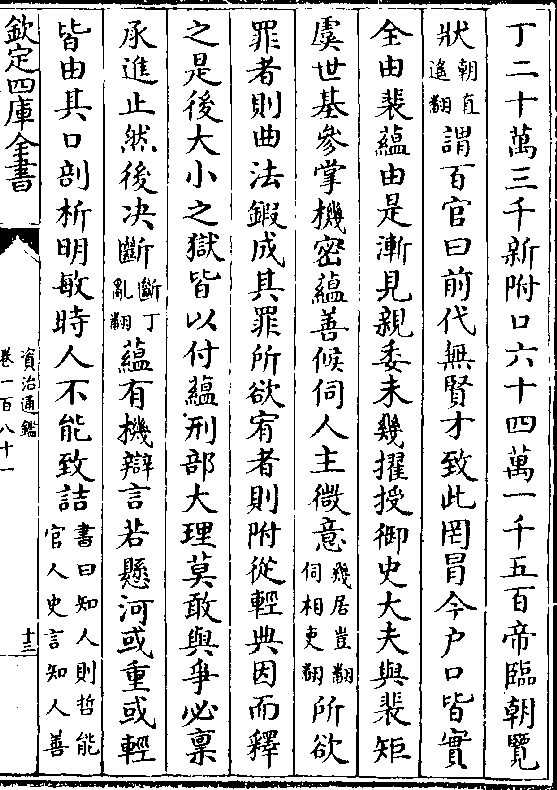 丁二十萬三千新附口六十四萬一千五百帝臨朝覽
狀朝直遙翻謂百官曰前代無賢才致此罔冒今户口皆實
全由裴藴由是漸見親委未幾擢授御史大夫與裴矩
虞世基參掌機密藴善候伺人主微意幾居豈翻伺相吏翻所欲
罪者則曲法鍜成其罪所欲宥者則附從輕典因而釋
之是後大小之獄皆以付藴刑部大理莫敢與爭必稟
承進止然後决斷斷丁亂翻藴有機辯言若懸河或重或輕
皆由其口剖析明敏時人不能致詰書曰知人則哲能官人史言知人善
欽定四庫全書
資治通鑑
卷一百八十一
十三